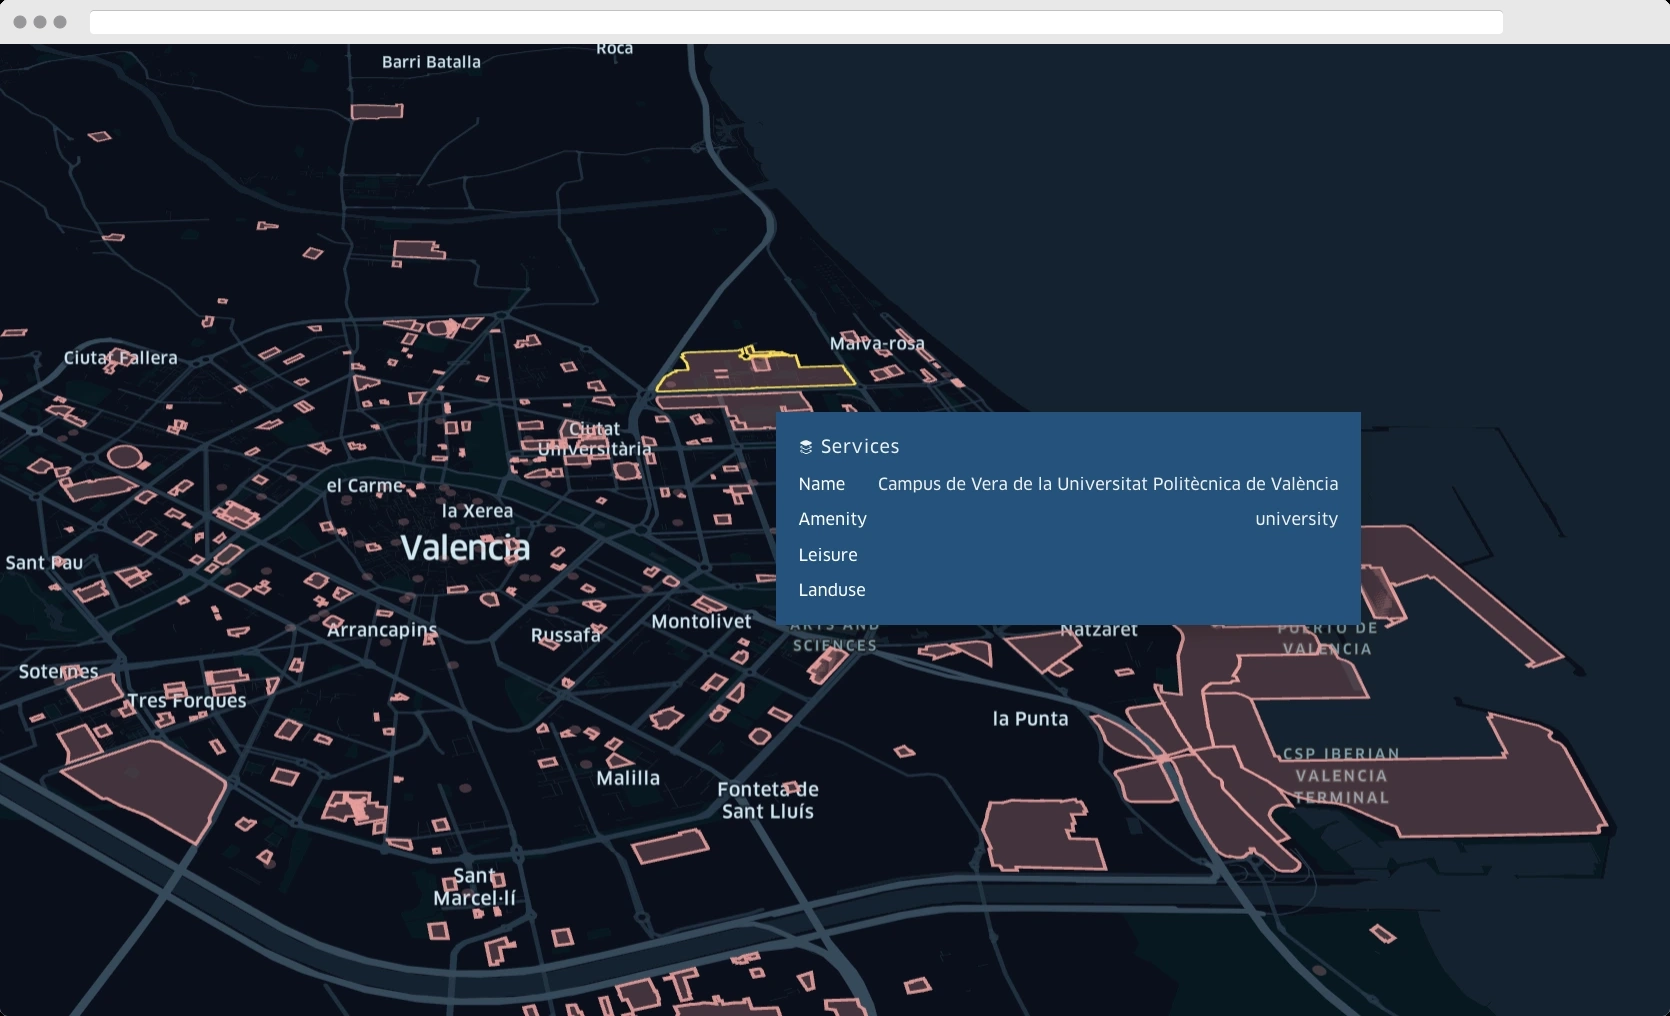 Roca
Barri Batalla
Malva-rosa
Ciutat Fallera
Ciutat
Universitària
Services
Name Campus de Vera de la Universitat Politècnica de València
Amenity university
Leisure
Landuse
el Carme
la Xerea
Valencia
Sant Pau
Montolivet
Arrancapins
Russafa
ARTS AND
SCIENCES
Natzaret
PUERTO DE
VALENCIA
Soternes
Tres Forques
la Punta
CSP IBERIAN
VALENCIA
TERMINAL
Malilla
Fonteta de
Sant Lluís
Sant
Marcel·lí